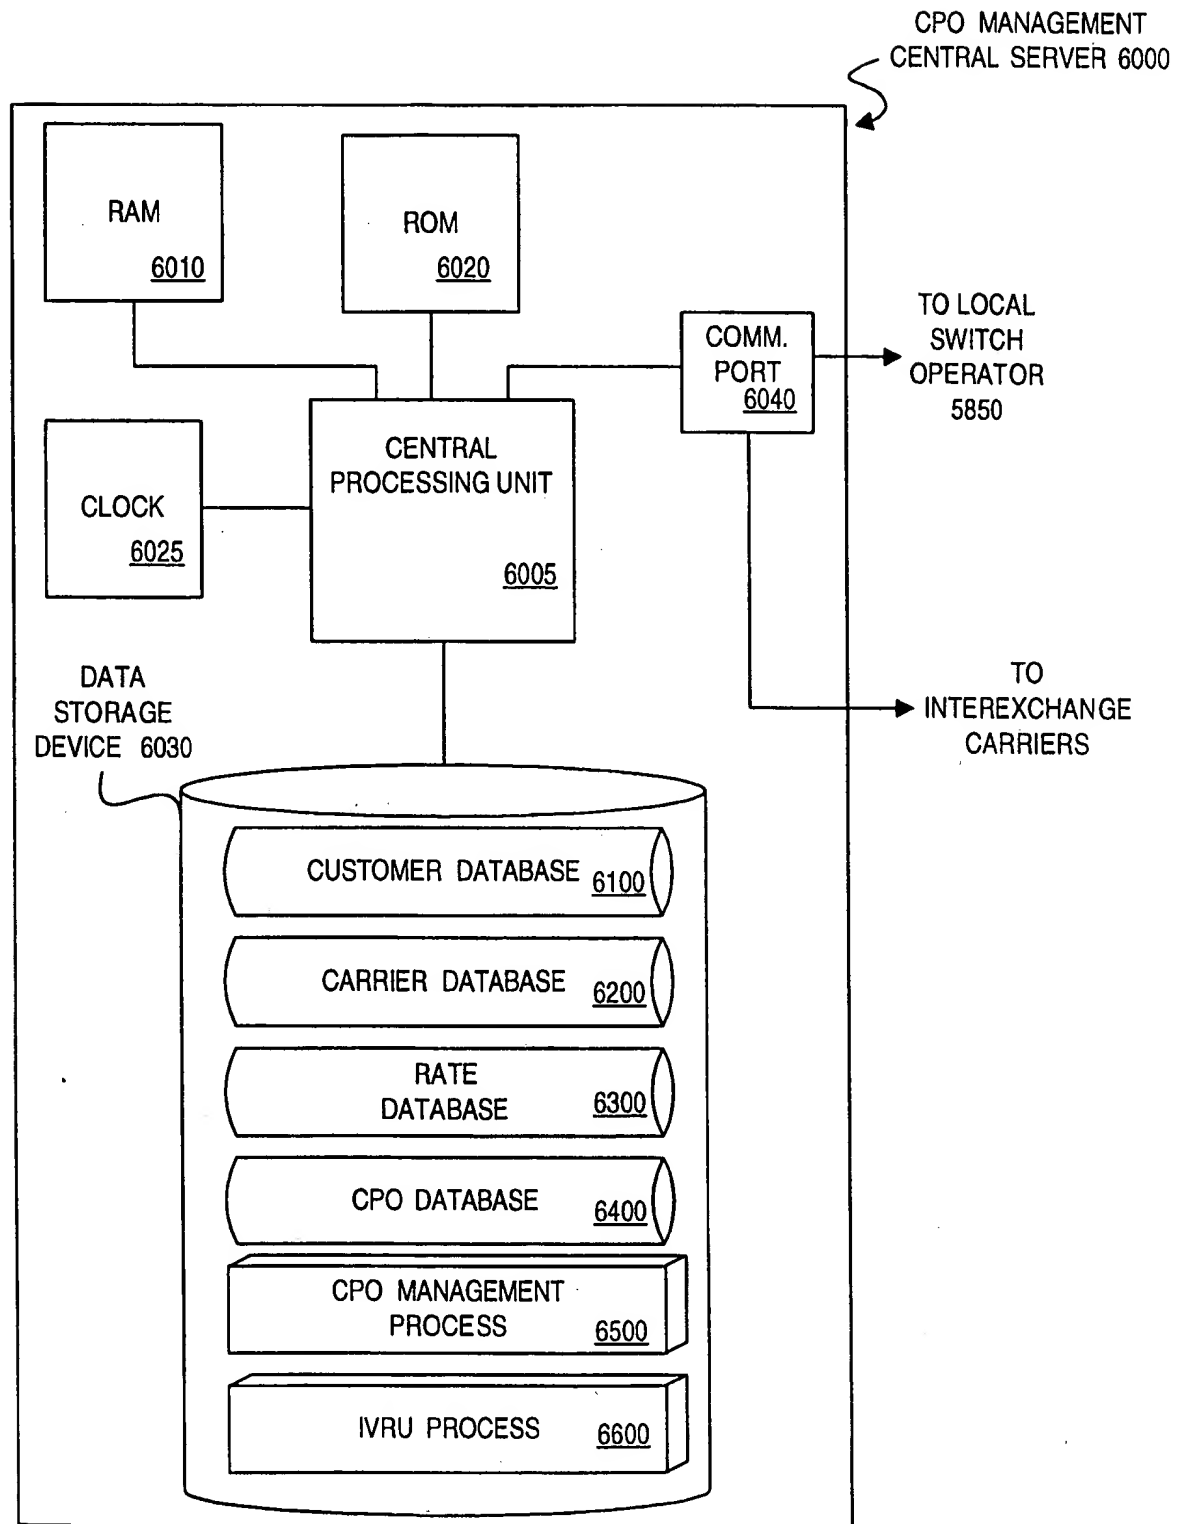 CPO MANAGEMENT
CENTRAL SERVER 6000
RAM
6010
ROM
6020
COMM.
PORT
6040
TO LOCAL
SWITCH
OPERATOR
5850
CENTRAL
PROCESSING UNIT
6005
CLOCK
6025
DATA
STORAGE
DEVICE 6030
TO
INTEREXCHANGE
CARRIERS
CUSTOMER DATABASE 6100
CARRIER DATABASE 6200
RATE
DATABASE 6300
CPO DATABASE 6400
CPO MANAGEMENT
PROCESS 6500
IVRU PROCESS 6600